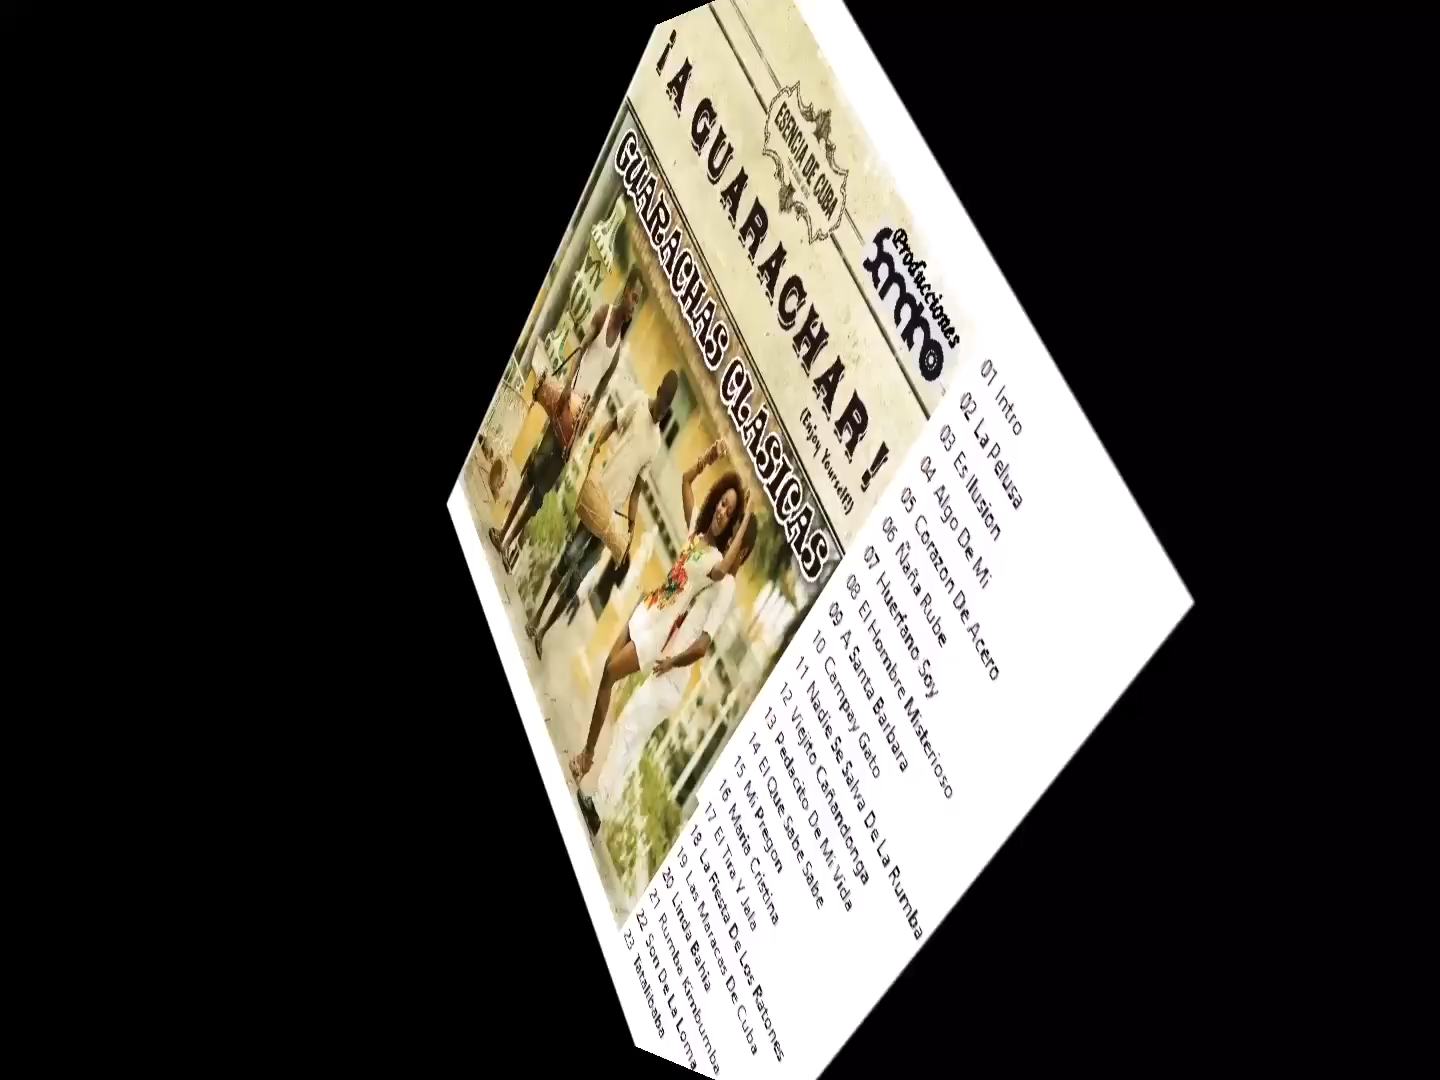 ESENCIA DE CUBA
¡A GUARACHAR!
(Enjoy Yourself!)
GUARACHAS CLASICAS
Producciones
01 Intro
02 La Pelusa
03 Es Ilusion
04 Algo De Mi
05 Corazon De Acero
06 Ñaña Rube
07 Huerfano Soy
08 El Hombre Misterioso
09 A Santa Barbara
10 Campay Gato
11 Nadie Se Salva De La Rumba
12 Viejito Cañandonga
13 Pedacito De Mi Vida
14 El Que Sabe Sabe
15 Mi Pregon
16 Maria Cristina
17 El Tira Y Jala
18 La Fiesta De Los Ratones
19 Las Maracas De Cuba
20 Linda Bahia
21 Rumba Kimbumba
22 Son De La Loma
23 Tatalibaba